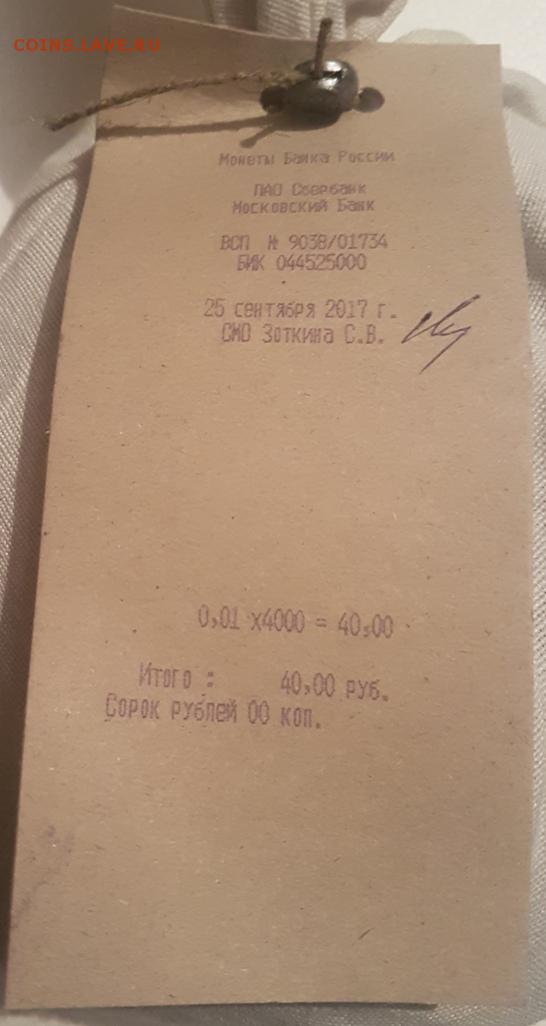 COINS.LAVE.RU
Монеты Банка России
ПАО Сбербанк
Московский Банк
ВСП № 9038/01734
БИК 044525000
25 сентября 2017 г.
СМО Зоткина С.В.
0,01 х4000 = 40,00
Итого : 40,00 руб.
Сорок рублей 00 коп.